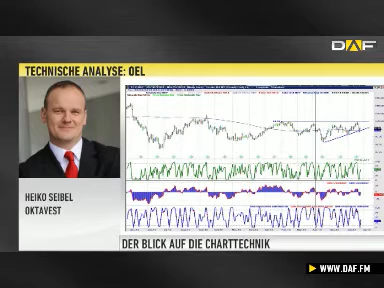 DAF
TECHNISCHE ANALYSE: OEL
HEIKO SEIBEL
OKTAVEST
DER BLICK AUF DIE CHARTTECHNIK
WWW.DAF.FM